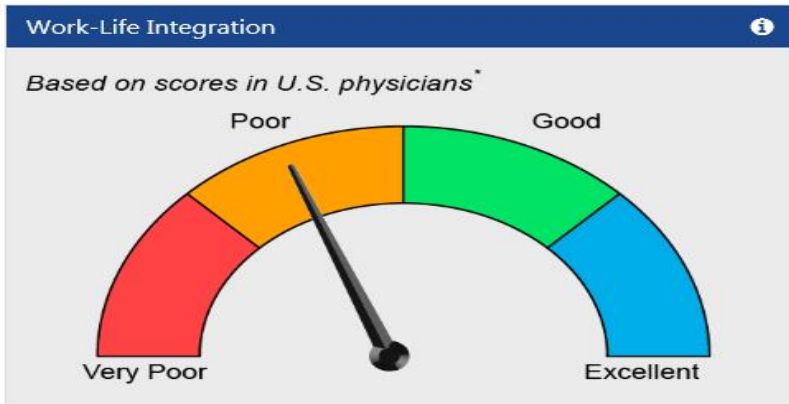 Work-Life Integration
Based on scores in U.S. physicians*
Poor Good
Very Poor Excellent